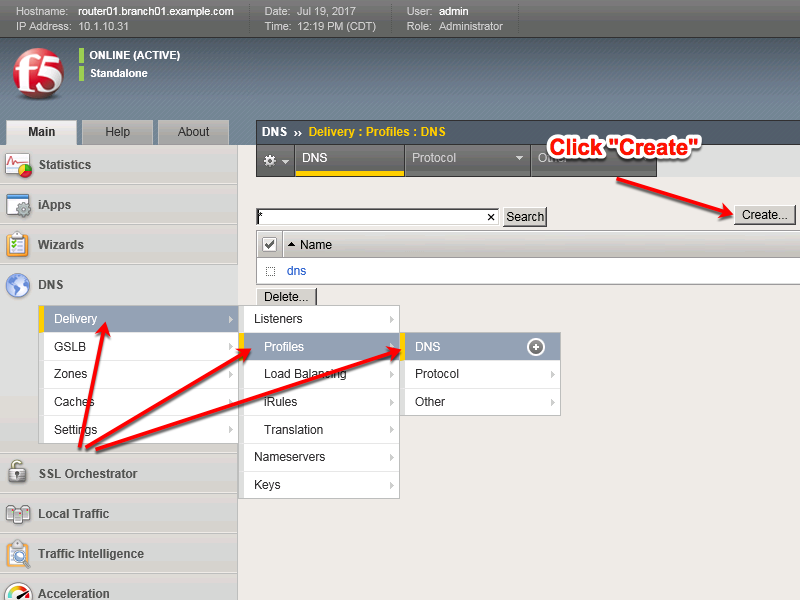 Hostname: router01.branch01.example.com Date: Jul 19, 2017 User: admin
IP Address: 10.1.10.31 Time: 12:19 PM (CDT) Role: Administrator
f5
ONLINE (ACTIVE)
Standalone
Main Help About
DNS ›› Delivery : Profiles : DNS
DNS Protocol
Click "Create"
Statistics
iApps
Wizards
DNS
* × Search Create...
Name
dns
Delete...
Delivery
GSLB
Zones
Caches
Settings
Listeners
Profiles
Load Balancing
iRules
Translation
Nameservers
Keys
DNS
Protocol
Other
SSL Orchestrator
Local Traffic
Traffic Intelligence
Acceleration